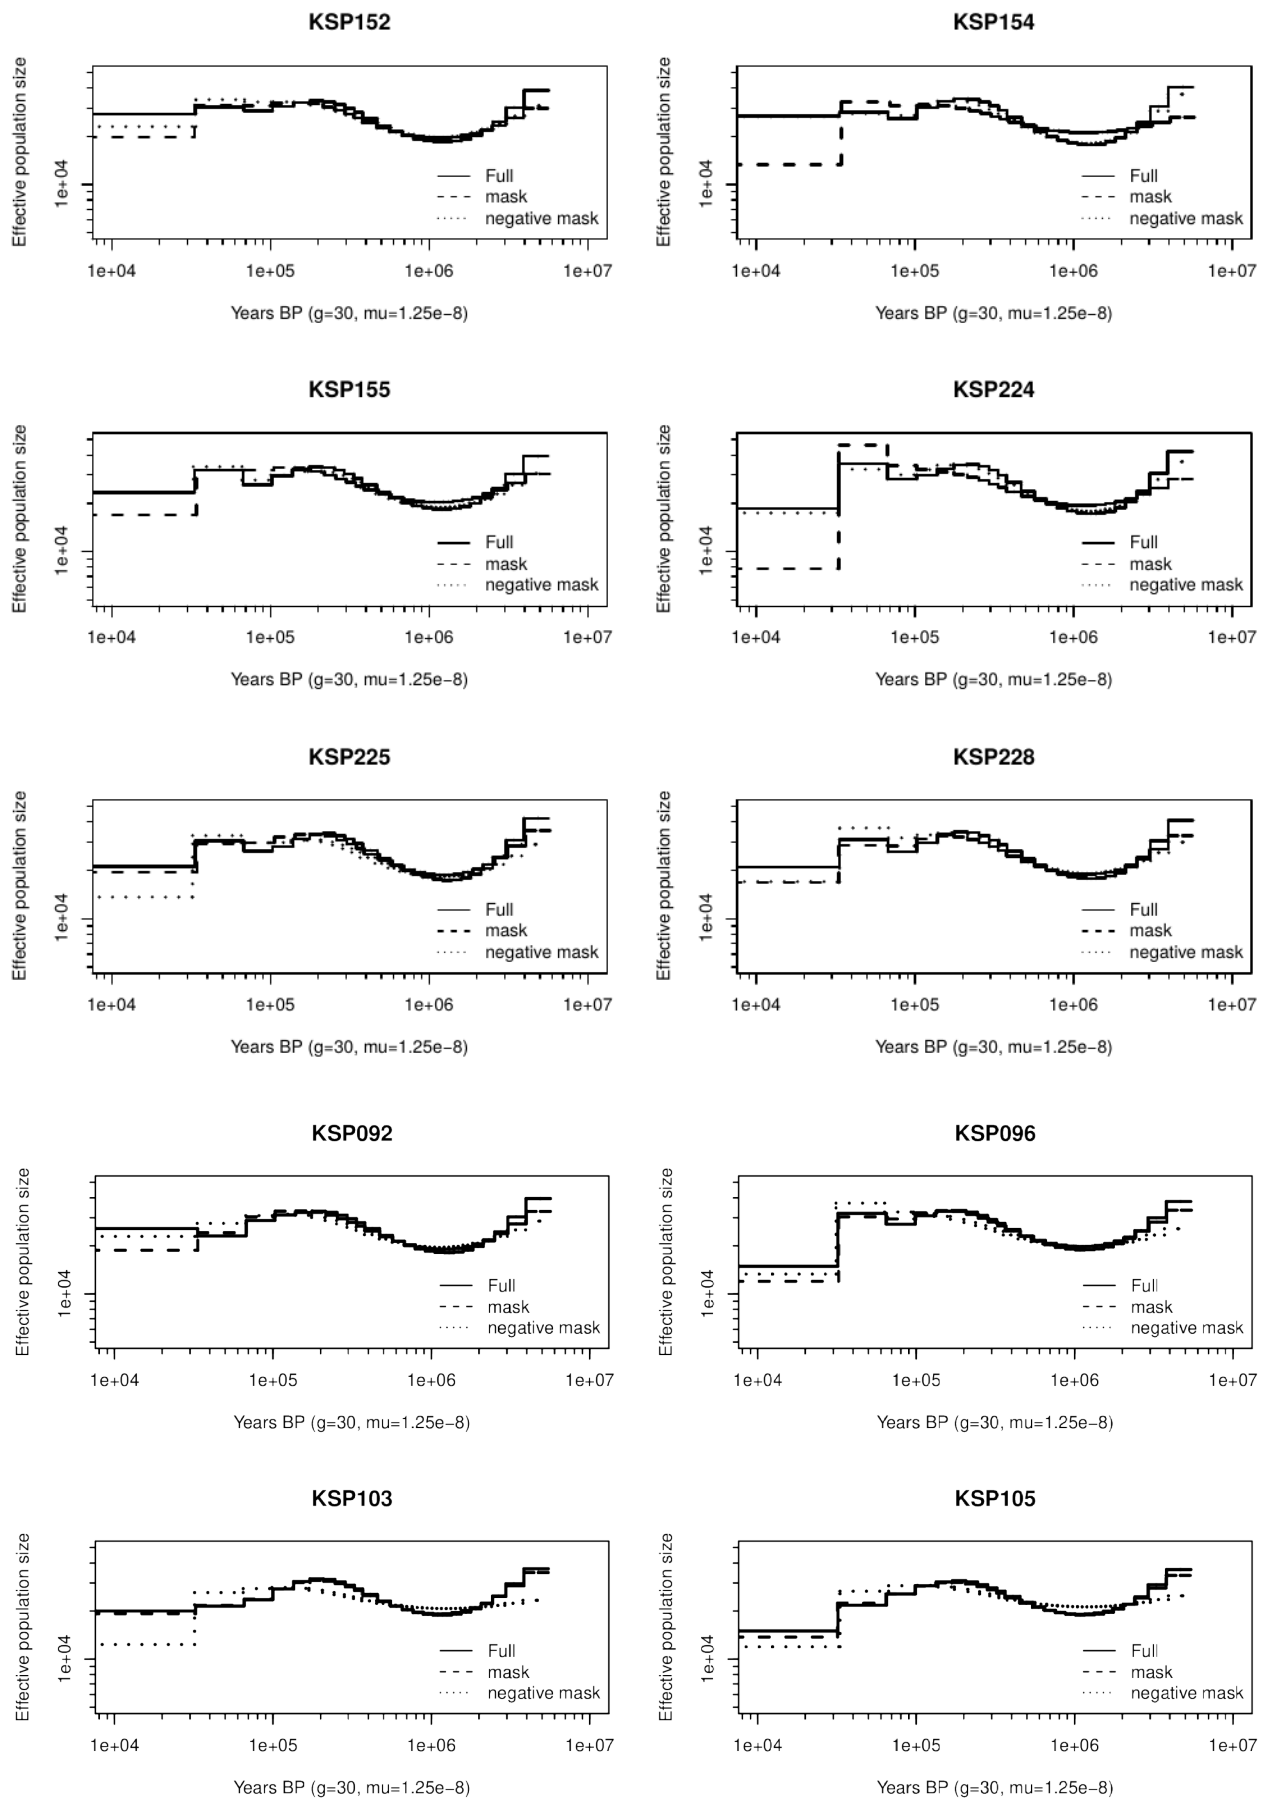 KSP152
Effective population size
1e+04
Full
mask
negative mask
1e+04 1e+05 1e+06 1e+07
Years BP (g=30, mu=1.25e−8)
KSP154
Effective population size
1e+04
Full
mask
negative mask
1e+04 1e+05 1e+06 1e+07
Years BP (g=30, mu=1.25e−8)
KSP155
Effective population size
1e+04
Full
mask
negative mask
1e+04 1e+05 1e+06 1e+07
Years BP (g=30, mu=1.25e−8)
KSP224
Effective population size
1e+04
Full
mask
negative mask
1e+04 1e+05 1e+06 1e+07
Years BP (g=30, mu=1.25e−8)
KSP225
Effective population size
1e+04
Full
mask
negative mask
1e+04 1e+05 1e+06 1e+07
Years BP (g=30, mu=1.25e−8)
KSP228
Effective population size
1e+04
Full
mask
negative mask
1e+04 1e+05 1e+06 1e+07
Years BP (g=30, mu=1.25e−8)
KSP092
Effective population size
1e+04
Full
mask
negative mask
1e+04 1e+05 1e+06 1e+07
Years BP (g=30, mu=1.25e−8)
KSP096
Effective population size
1e+04
Full
mask
negative mask
1e+04 1e+05 1e+06 1e+07
Years BP (g=30, mu=1.25e−8)
KSP103
Effective population size
1e+04
Full
mask
negative mask
1e+04 1e+05 1e+06 1e+07
Years BP (g=30, mu=1.25e−8)
KSP105
Effective population size
1e+04
Full
mask
negative mask
1e+04 1e+05 1e+06 1e+07
Years BP (g=30, mu=1.25e−8)